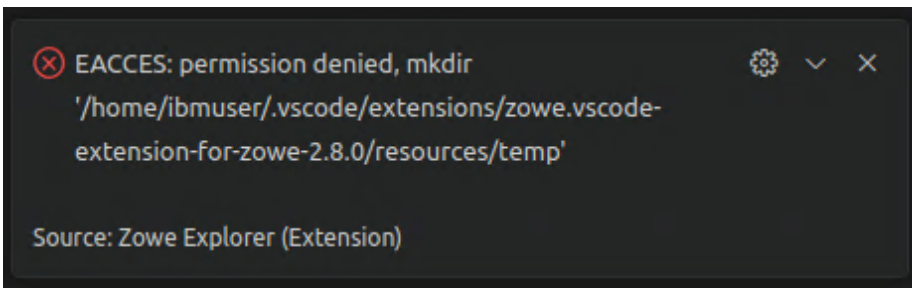 EACCES: permission denied, mkdir
'/home/ibmuser/.vscode/extensions/zowe.vscode-
extension-for-zowe-2.8.0/resources/temp'
Source: Zowe Explorer (Extension)